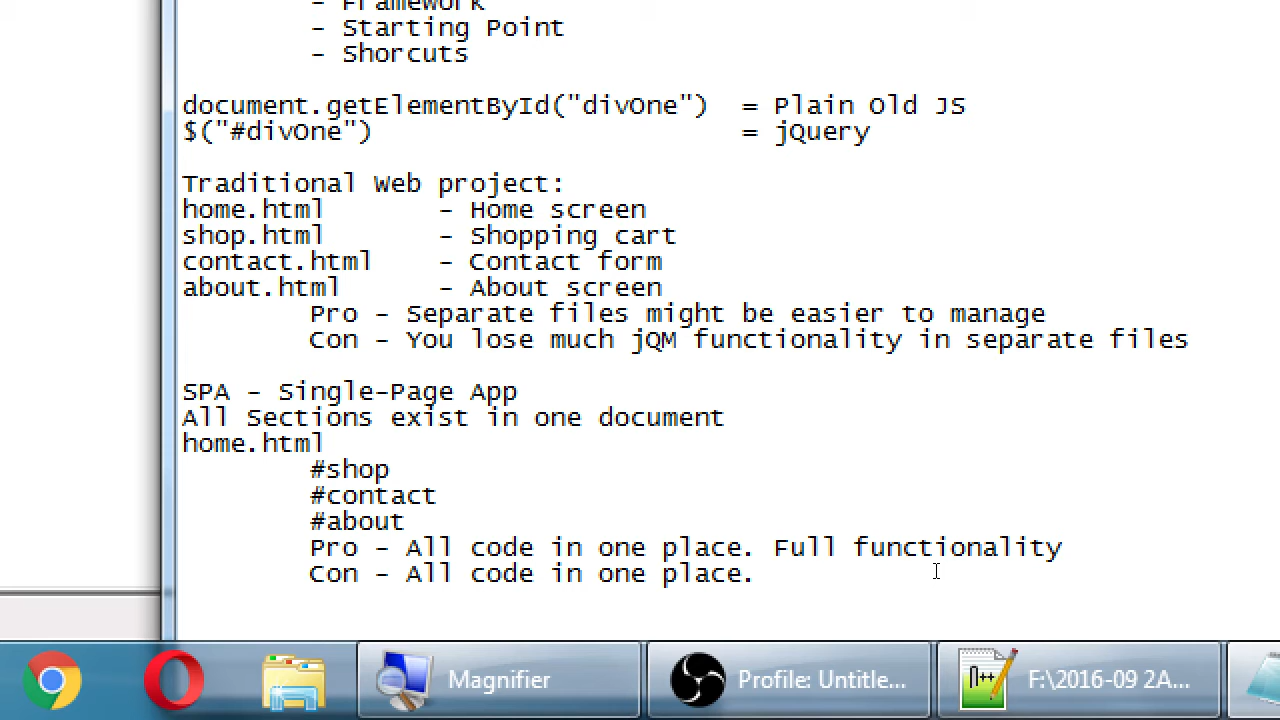 - Framework
- Starting Point
- Shorcuts
document.getElementById("divOne") = Plain Old JS
$("#divOne") = jQuery
Traditional Web project:
home.html - Home screen
shop.html - Shopping cart
contact.html - Contact form
about.html - About screen
Pro - Separate files might be easier to manage
Con - You lose much jQM functionality in separate files
SPA - Single-Page App
All Sections exist in one document
home.html
#shop
#contact
#about
Pro - All code in one place. Full functionality
Con - All code in one place.
Magnifier
Profile: Untitle...
F:\2016-09 2A...